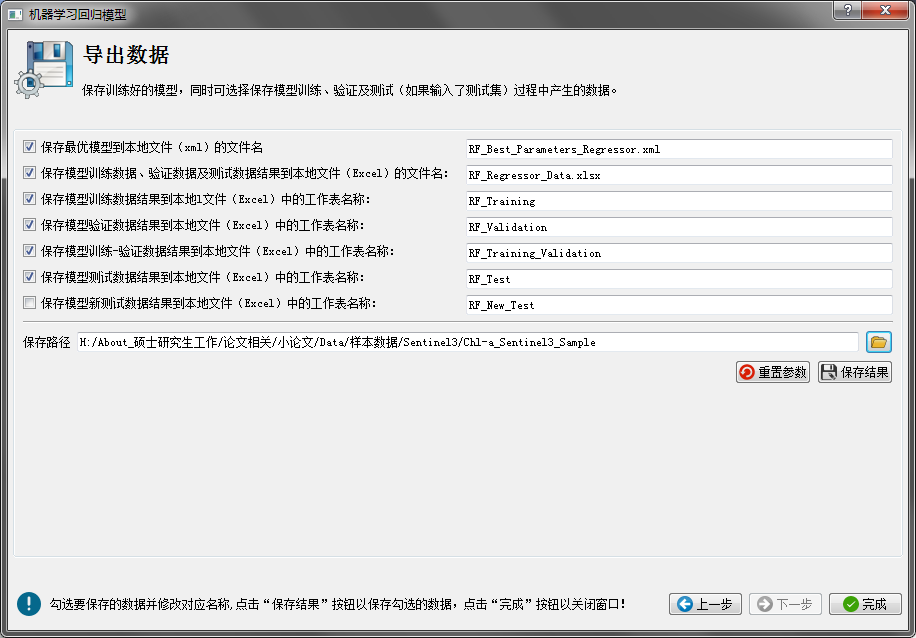 机器学习回归模型
导出数据
保存训练好的模型，同时可选择保存模型训练、验证及测试（如果输入了测试集）过程中产生的数据。
保存最优模型到本地文件（xml）的文件名 RF_Best_Parameters_Regressor.xml
保存模型训练数据、验证数据及测试数据结果到本地文件（Excel）的文件名： RF_Regressor_Data.xlsx
保存模型训练数据结果到本地l文件（Excel）中的工作表名称： RF_Training
保存模型验证数据结果到本地文件（Excel）中的工作表名称： RF_Validation
保存模型训练-验证数据结果到本地文件（Excel）中的工作表名称： RF_Training_Validation
保存模型测试数据结果到本地文件（Excel）中的工作表名称： RF_Test
保存模型新测试数据结果到本地文件（Excel）中的工作表名称： RF_New_Test
保存路径 H:/About_硕士研究生工作/论文相关/小论文/Data/样本数据/Sentinel3/Chl-a_Sentinel3_Sample
重置参数 保存结果
勾选要保存的数据并修改对应名称,点击“保存结果”按钮以保存勾选的数据，点击“完成”按钮以关闭窗口！
上一步 下一步 完成